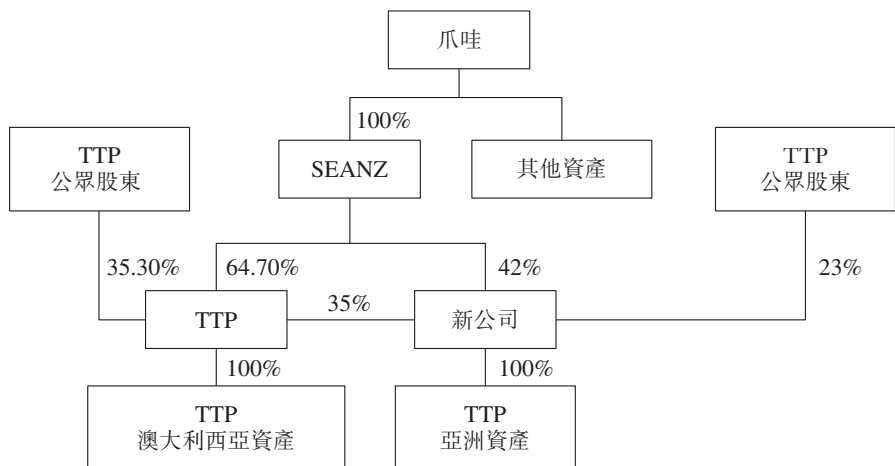 爪哇
100%
TTP
公眾股東
SEANZ
其他資產
TTP
公眾股東
35.30%
64.70%
42%
23%
TTP
35%
新公司
100%
100%
TTP
澳大利西亞資產
TTP
亞洲資產